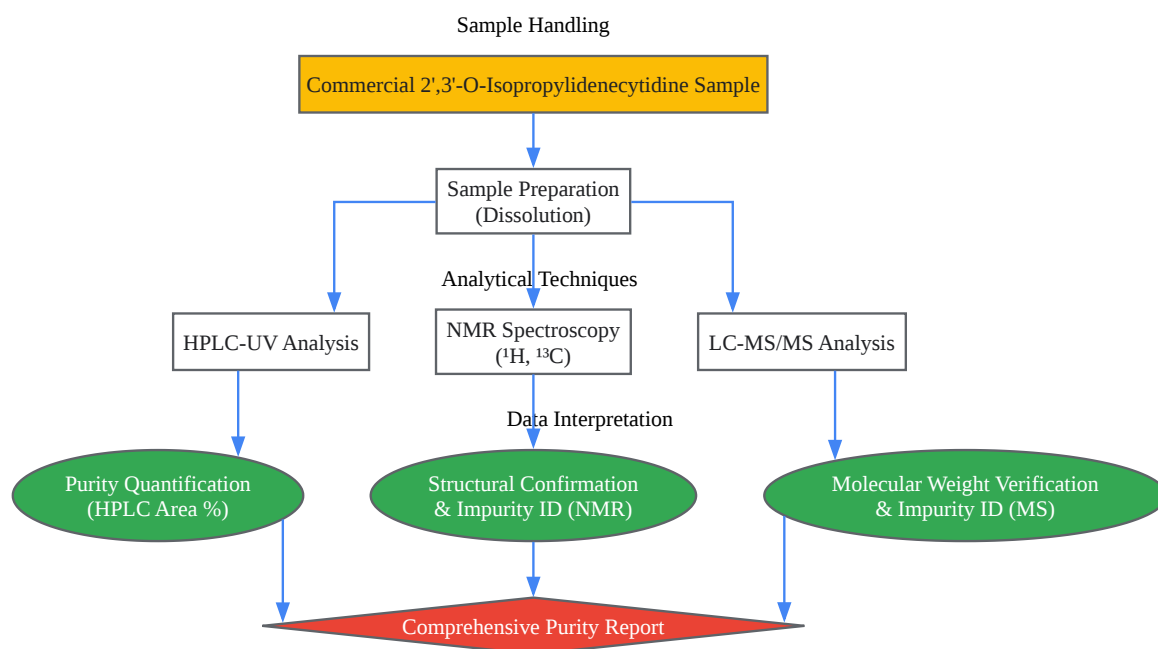 Sample Handling
Commercial 2',3'-O-Isopropylidenecytidine Sample
Sample Preparation
(Dissolution)
Analytical Techniques
HPLC-UV Analysis
NMR Spectroscopy
(¹H, ¹³C)
LC-MS/MS Analysis
Data Interpretation
Purity Quantification
(HPLC Area %)
Structural Confirmation
& Impurity ID (NMR)
Molecular Weight Verification
& Impurity ID (MS)
Comprehensive Purity Report